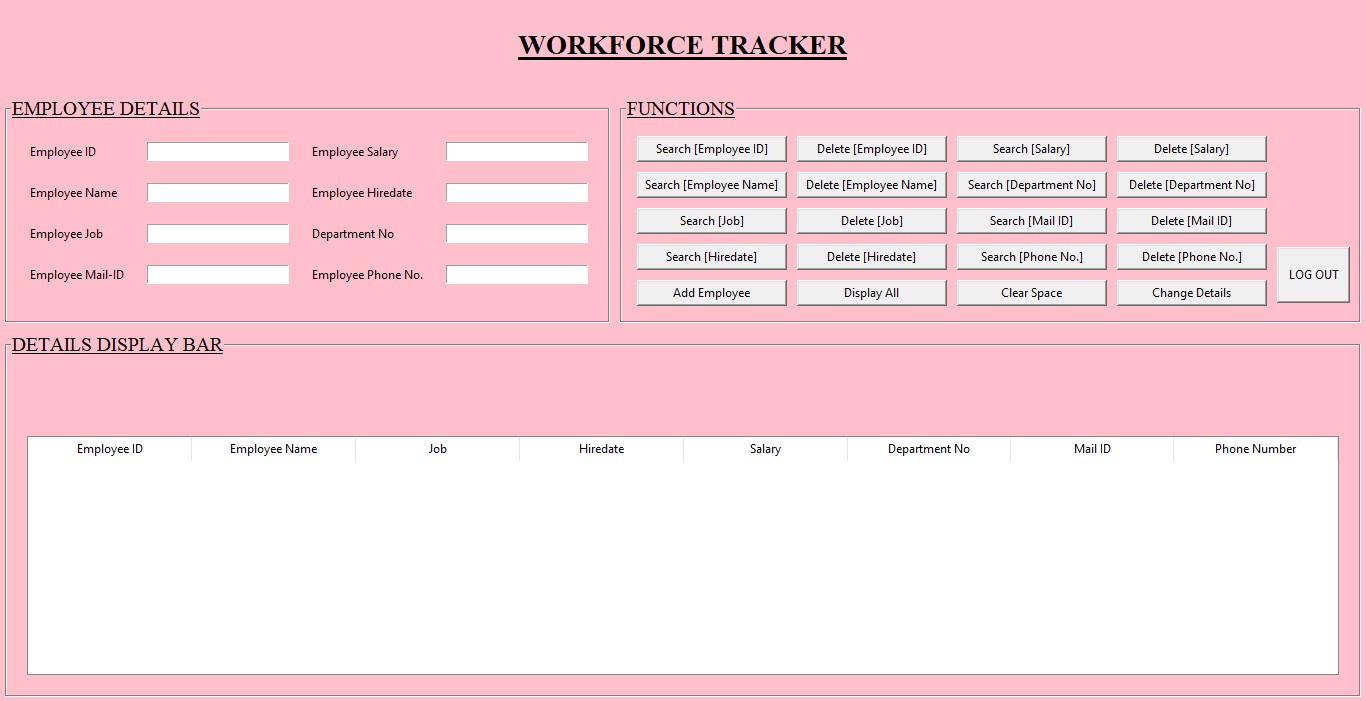 WORKFORCE TRACKER
EMPLOYEE DETAILS
Employee ID
Employee Salary
Employee Name
Employee Hiredate
Employee Job
Department No
Employee Mail-ID
Employee Phone No.
FUNCTIONS
Search [Employee ID]
Delete [Employee ID]
Search [Salary]
Delete [Salary]
Search [Employee Name]
Delete [Employee Name]
Search [Department No]
Delete [Department No]
Search [Job]
Delete [Job]
Search [Mail ID]
Delete [Mail ID]
Search [Hiredate]
Delete [Hiredate]
Search [Phone No.]
Delete [Phone No.]
Add Employee
Display All
Clear Space
Change Details
LOG OUT
DETAILS DISPLAY BAR
Employee ID
Employee Name
Job
Hiredate
Salary
Department No
Mail ID
Phone Number